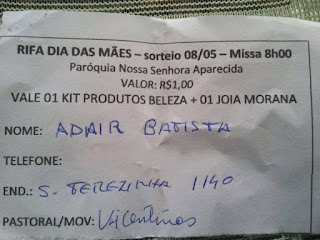 RIFA DIA DAS MÃES – sorteio 08/05 – Missa 8h00
Paróquia Nossa Senhora Aparecida
VALOR: R$1,00
VALE 01 KIT PRODUTOS BELEZA + 01 JOIA MORANA
NOME: ADAIR BATISTA
TELEFONE:
END.: S. TEREZINHA 1140
PASTORAL/MOV: Vicentinos